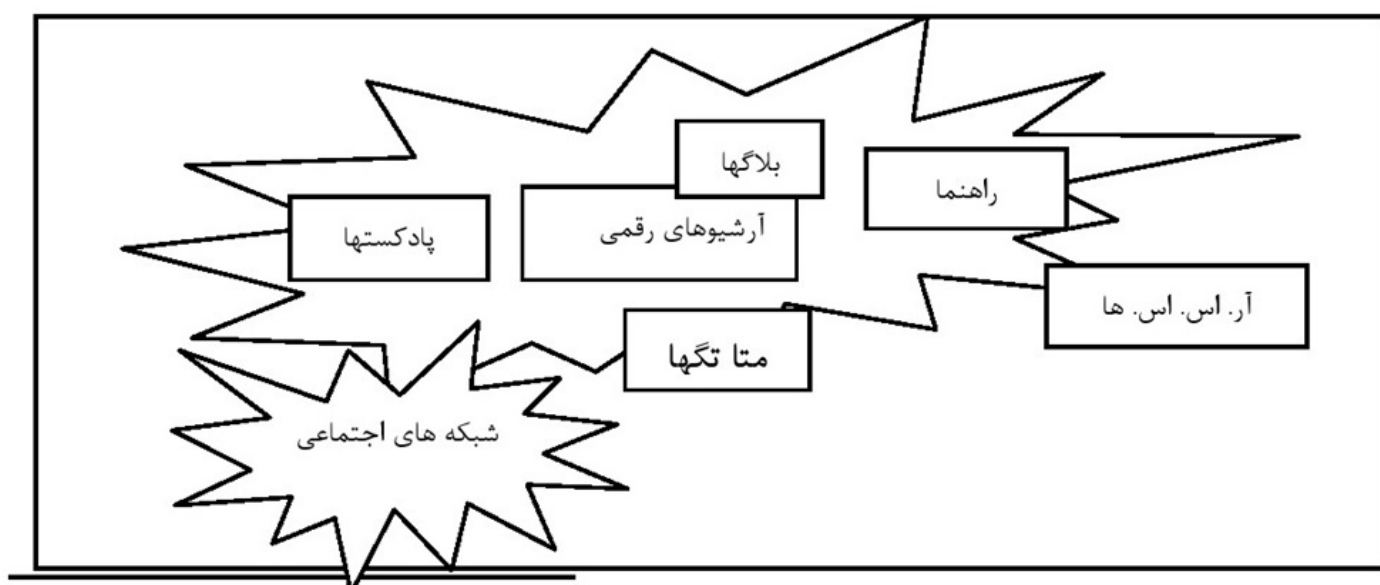 بلاگها
راهنما
آرشیوهای رقمی
پادکستها
آر. اس. اس. ها
متا تگها
شبکه های اجتماعی